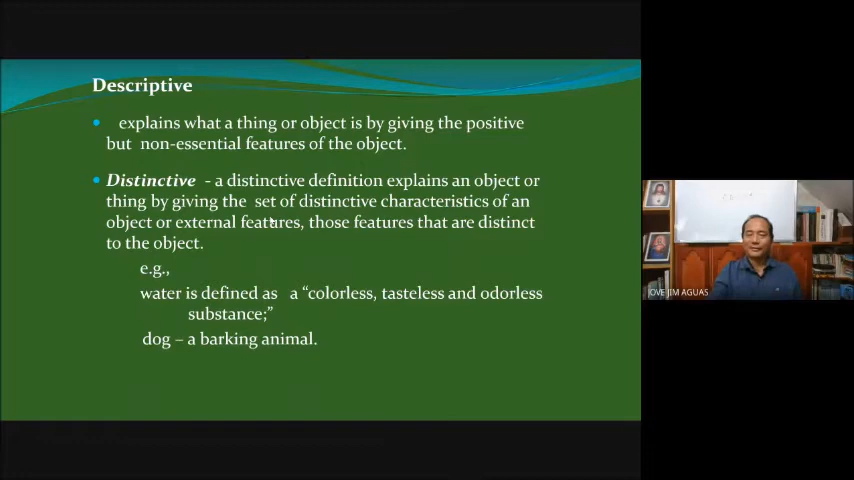 Descriptive
explains what a thing or object is by giving the positive
but non-essential features of the object.
Distinctive - a distinctive definition explains an object or
thing by giving the set of distinctive characteristics of an
object or external features, those features that are distinct
to the object.
e.g.,
water is defined as a “colorless, tasteless and odorless
substance;”
dog – a barking animal.
OVE JIM AGUAS